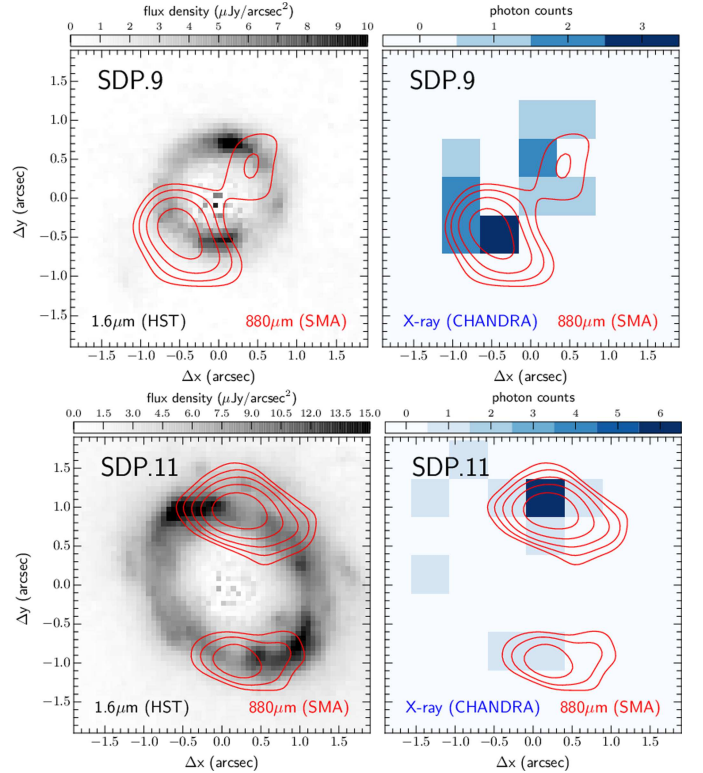 flux density (μJy/arcsec²)
0 1 2 3 4 5 6 7 8 9 10
photon counts
0 1 2 3
SDP.9
SDP.9
1.5
1.0
0.5
0.0
−0.5
−1.0
−1.5
Δy (arcsec)
1.6μm (HST)
880μm (SMA)
X-ray (CHANDRA)
880μm (SMA)
−1.5 −1.0 −0.5 0.0 0.5 1.0 1.5
−1.5 −1.0 −0.5 0.0 0.5 1.0 1.5
Δx (arcsec)
Δx (arcsec)
flux density (μJy/arcsec²)
0.0 1.5 3.0 4.5 6.0 7.5 9.0 10.5 12.0 13.5 15.0
photon counts
0 1 2 3 4 5 6
SDP.11
SDP.11
1.5
1.0
0.5
0.0
−0.5
−1.0
−1.5
Δy (arcsec)
1.6μm (HST)
880μm (SMA)
X-ray (CHANDRA)
880μm (SMA)
−1.5 −1.0 −0.5 0.0 0.5 1.0 1.5
−1.5 −1.0 −0.5 0.0 0.5 1.0 1.5
Δx (arcsec)
Δx (arcsec)